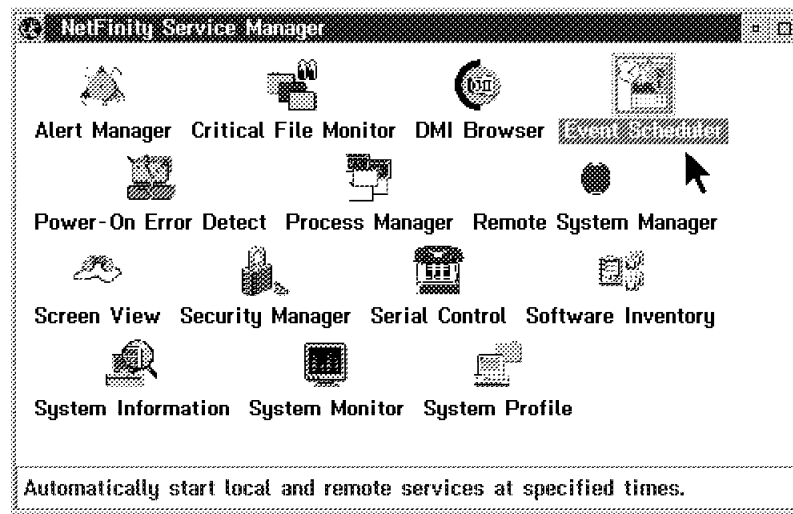 NetFinity Service Manager
Alert Manager Critical File Monitor DMI Browser Event Scheduler
Power-On Error Detect Process Manager Remote System Manager
Screen View Security Manager Serial Control Software Inventory
System Information System Monitor System Profile
Automatically start local and remote services at specified times.